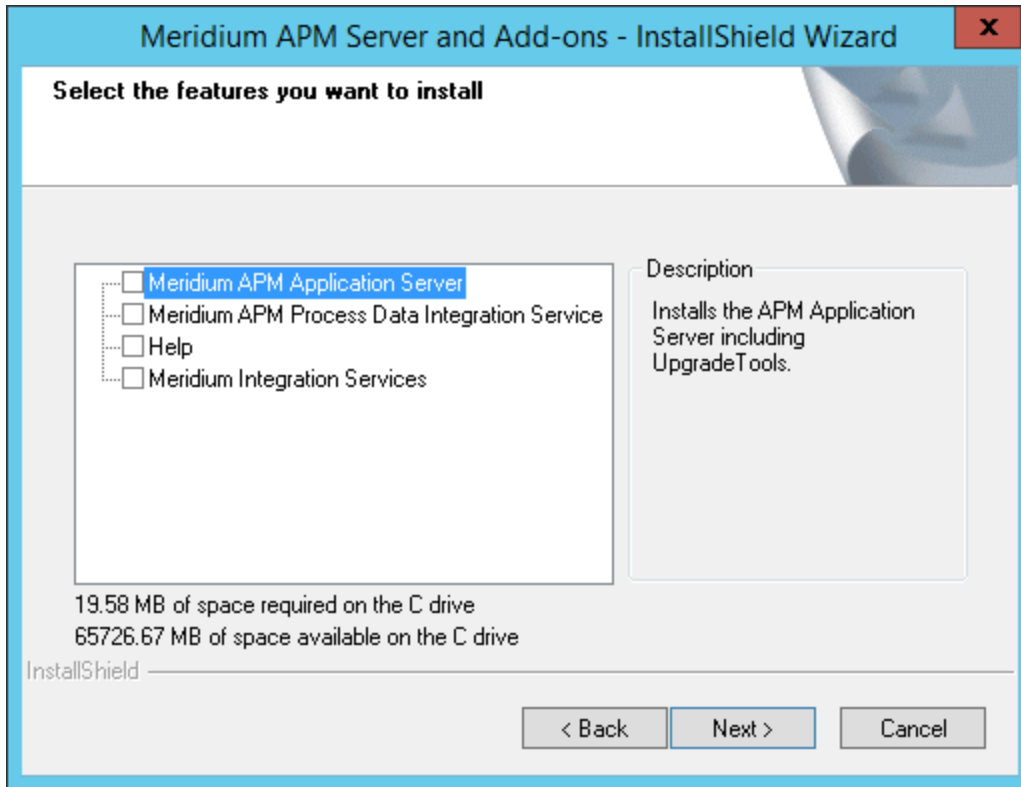 Meridium APM Server and Add-ons - InstallShield Wizard
x
Select the features you want to install
Meridium APM Application Server
Meridium APM Process Data Integration Service
Help
Meridium Integration Services
Description
Installs the APM Application
Server including
UpgradeTools.
19.58 MB of space required on the C drive
65726.67 MB of space available on the C drive
InstallShield
< Back
Next >
Cancel